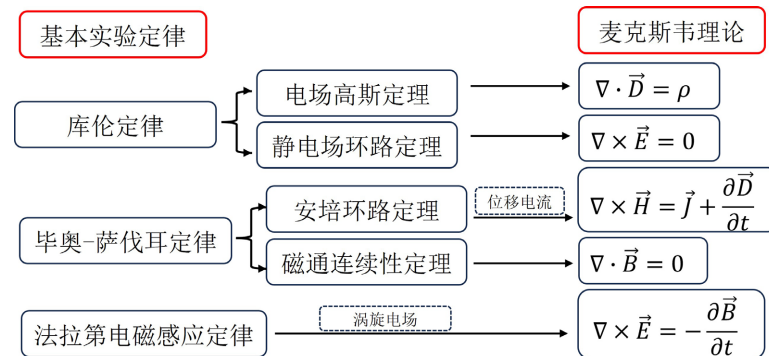 基本实验定律
麦克斯韦理论
库伦定律
电场高斯定理
∇ · D⃗ = ρ
静电场环路定理
∇ × E⃗ = 0
毕奥-萨伐耳定律
安培环路定理
位移电流
∇ × H⃗ = J⃗ + ∂D⃗/∂t
磁通连续性定理
∇ · B⃗ = 0
法拉第电磁感应定律
涡旋电场
∇ × E⃗ = −∂B⃗/∂t